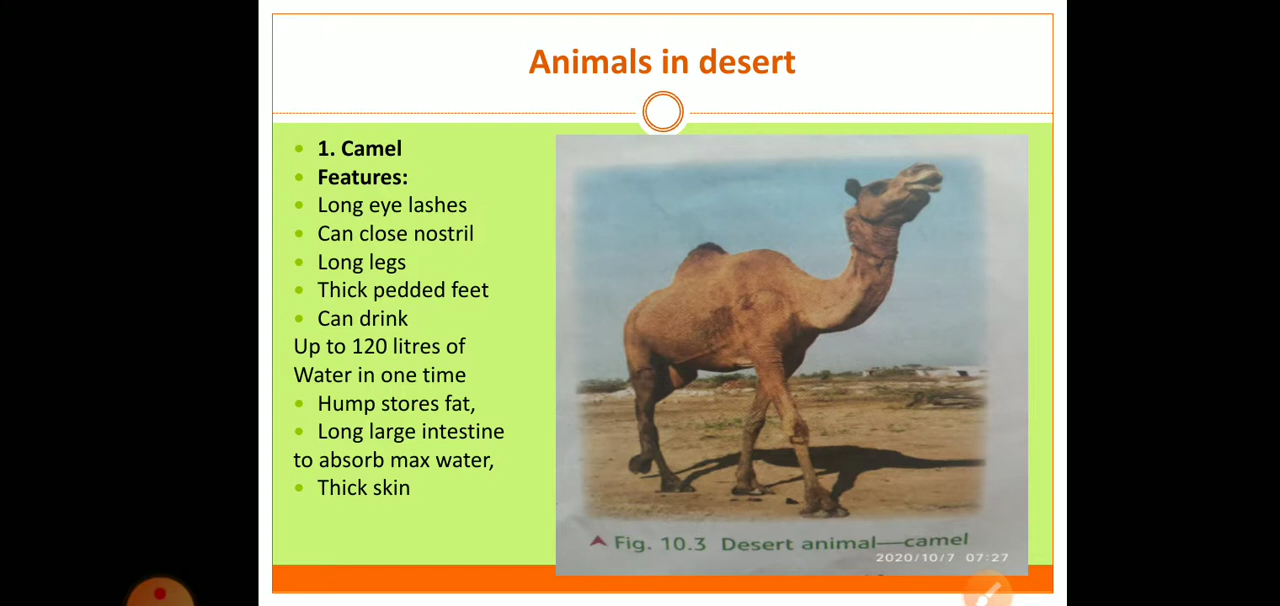 Animals in desert
1. Camel
Features:
Long eye lashes
Can close nostril
Long legs
Thick pedded feet
Can drink
Up to 120 litres of
Water in one time
Hump stores fat,
Long large intestine
to absorb max water,
Thick skin
Fig. 10.3 Desert animal—camel
2020/10/7 07:27